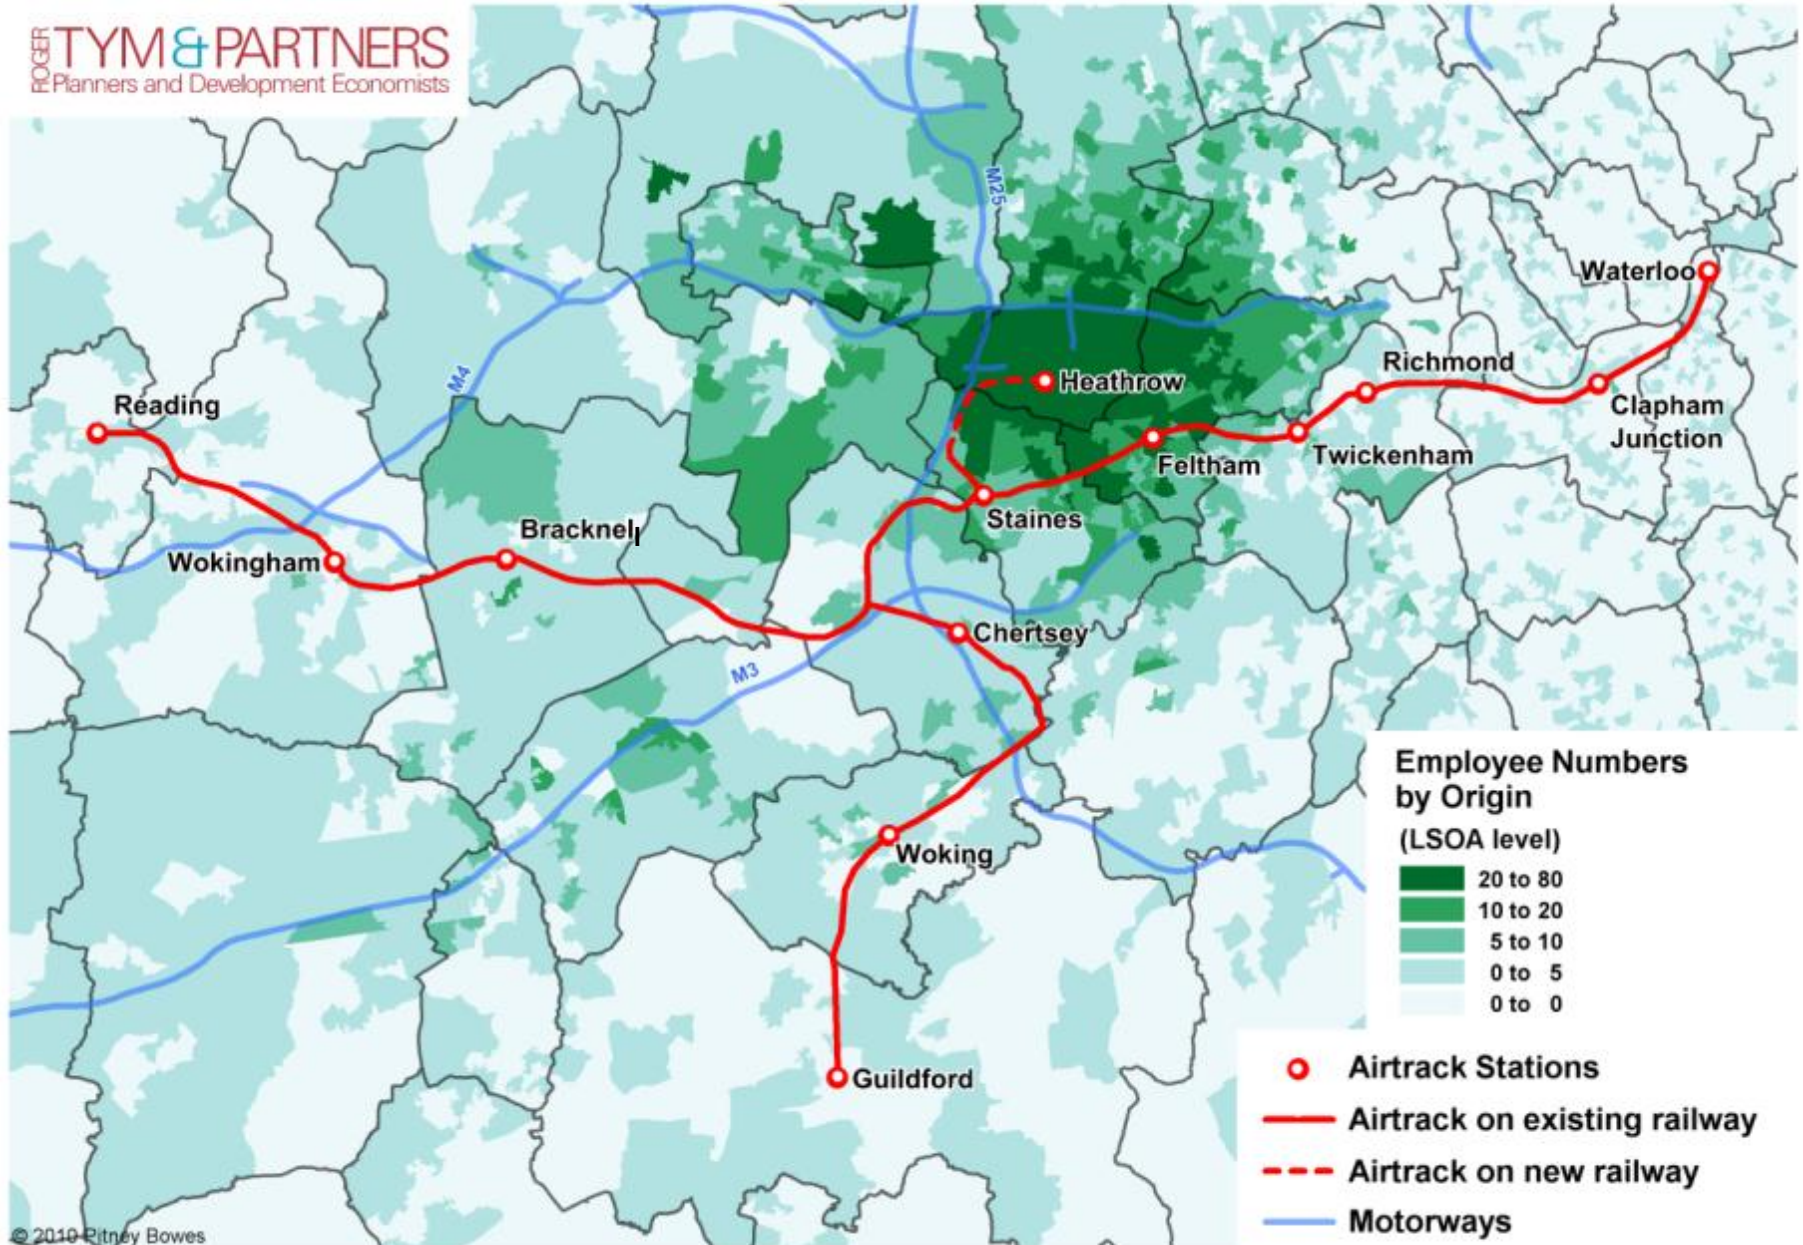 ROGER
TYM & PARTNERS
Planners and Development Economists
M25
Waterloo
Heathrow
Richmond
M4
Reading
Clapham
Junction
Feltham
Twickenham
Staines
Bracknell
Wokingham
Chertsey
M3
Woking
Guildford
Employee Numbers
by Origin
(LSOA level)
20 to 80
10 to 20
5 to 10
0 to 5
0 to 0
Airtrack Stations
Airtrack on existing railway
Airtrack on new railway
Motorways
© 2010 Pitney Bowes